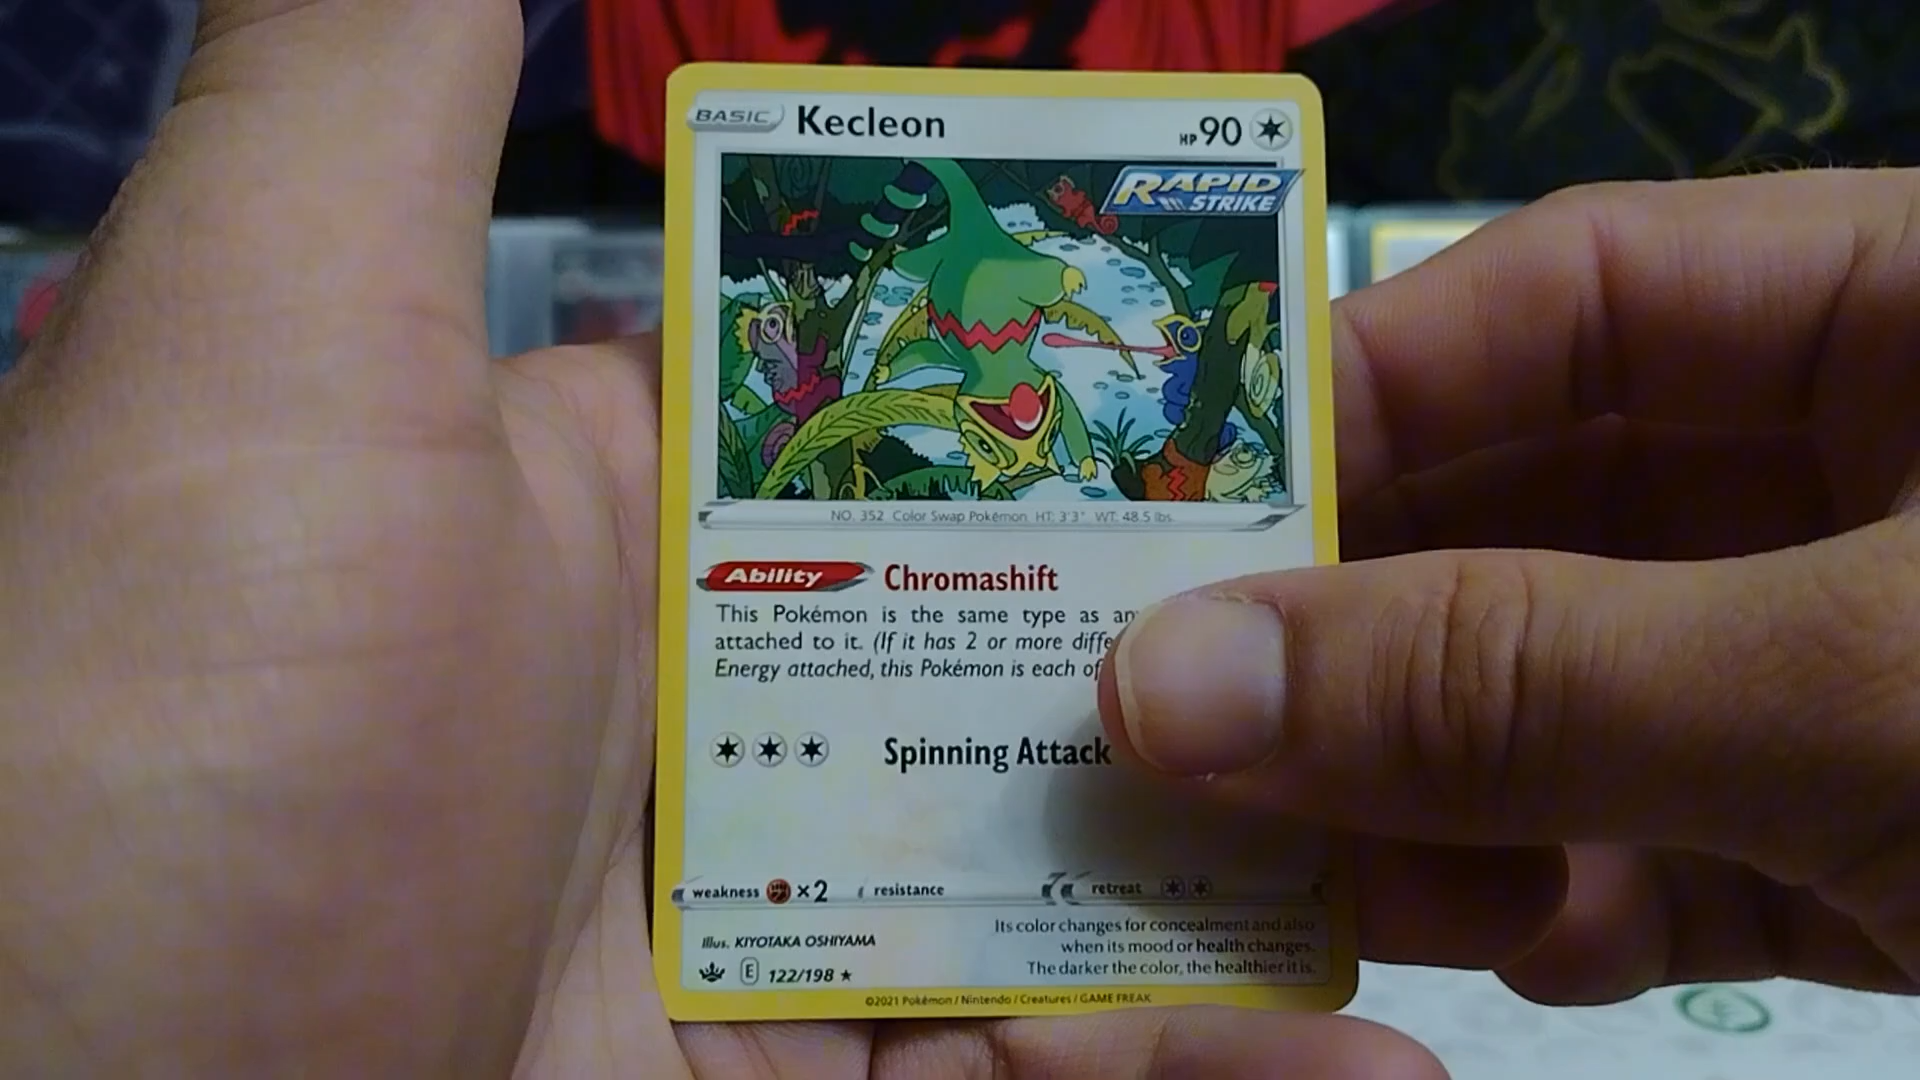 BASIC Kecleon HP 90
RAPID
STRIKE
NO. 352 Color Swap Pokémon HT: 3'3" WT: 48.5 lbs.
Ability Chromashift
This Pokémon is the same type as
attached to it. (If it has 2 or more
Energy attached, this Pokémon is each of
Spinning Attack
weakness ×2 resistance retreat
Its color changes for concealment and also
when its mood or health changes.
The darker the color, the healthier it is.
Illus. KIYOTAKA OSHIYAMA
E 122/198 ★
©2021 Pokémon / Nintendo / Creatures / GAME FREAK